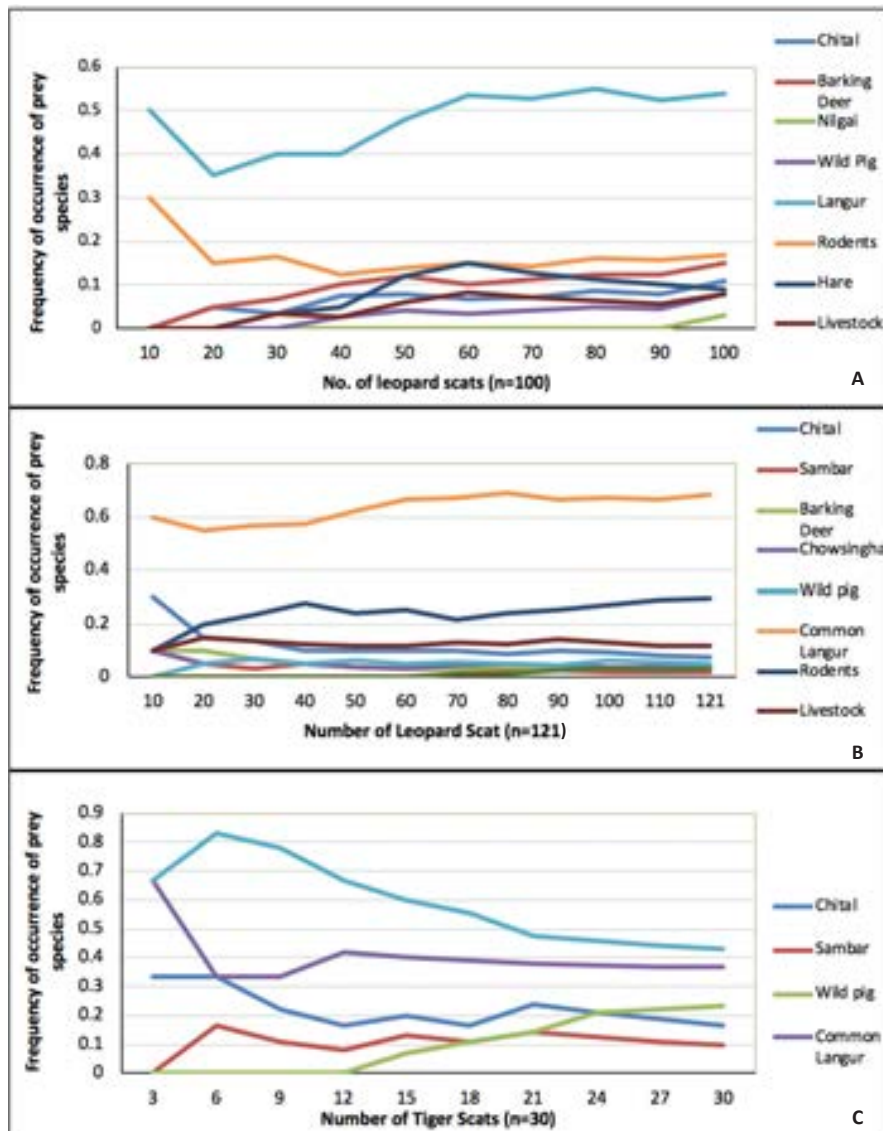 Frequency of occurrence of prey
species
0.6
0.5
0.4
0.3
0.2
0.1
0
10 20 30 40 50 60 70 80 90 100
No. of leopard scats (n=100)
Chital
Barking
Deer
Nilgai
Wild Pig
Langur
Rodents
Hare
Livestock
A
Frequency of occurrence of prey
species
0.8
0.6
0.4
0.2
0
10 20 30 40 50 60 70 80 90 100 110 121
Number of Leopard Scat (n=121)
Chital
Sambar
Barking
Deer
Chowsingha
Wild pig
Common
Langur
Rodents
Livestock
B
Frequency of occurrence of prey
species
0.9
0.8
0.7
0.6
0.5
0.4
0.3
0.2
0.1
0
3 6 9 12 15 18 21 24 27 30
Number of Tiger Scats (n=30)
Chital
Sambar
Wild pig
Common
Langur
C